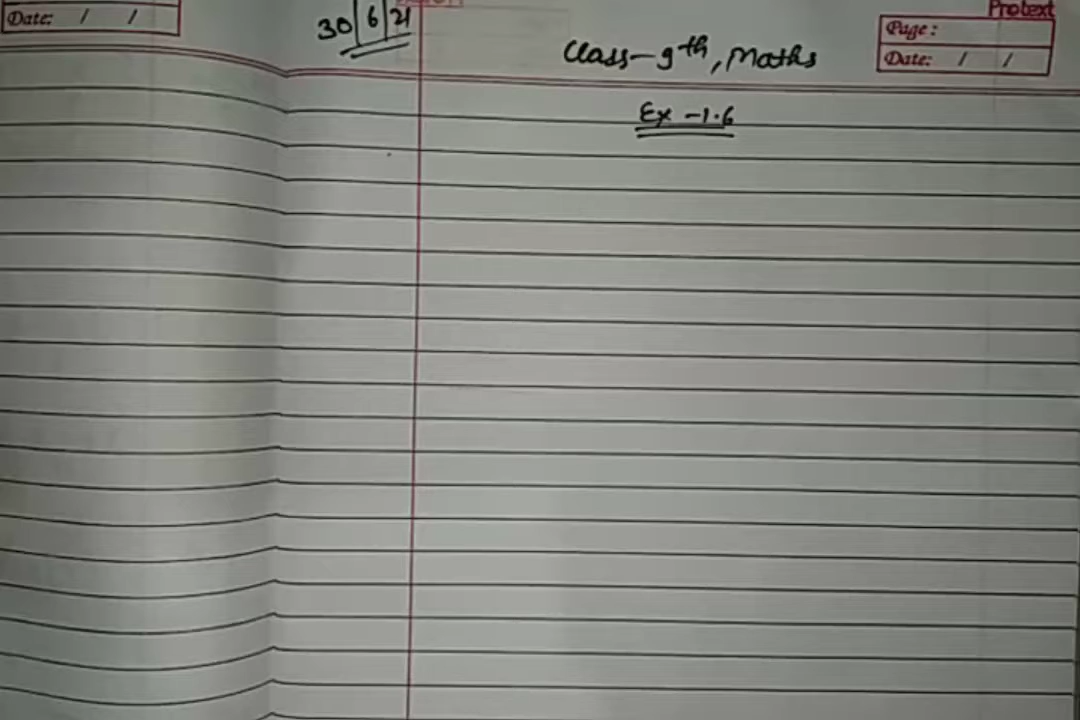 Date: / /
30|6|21
Class-9th, Maths
Protext
Page:
Date: / /
Ex-1.6